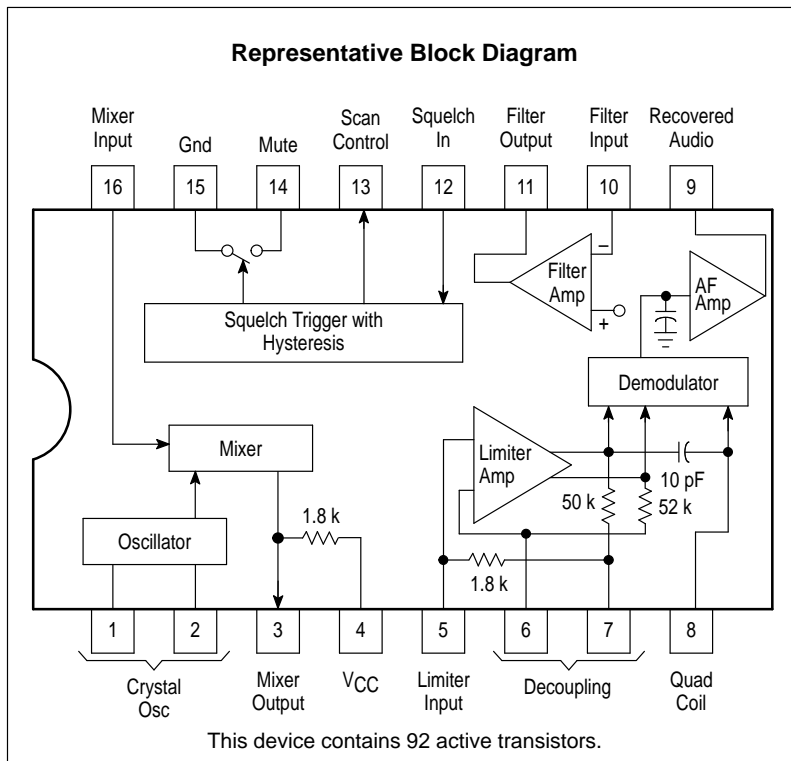 Representative Block Diagram
Mixer
Input
Gnd
Mute
Scan
Control
Squelch
In
Filter
Output
Filter
Input
Recovered
Audio
16
15
14
13
12
11
10
9
Filter
Amp
–
+
AF
Amp
Squelch Trigger with
Hysteresis
Demodulator
Mixer
Limiter
Amp
10 pF
50 k
52 k
1.8 k
Oscillator
1.8 k
1
2
3
4
5
6
7
8
Crystal
Osc
Mixer
Output
VCC
Limiter
Input
Decoupling
Quad
Coil
This device contains 92 active transistors.